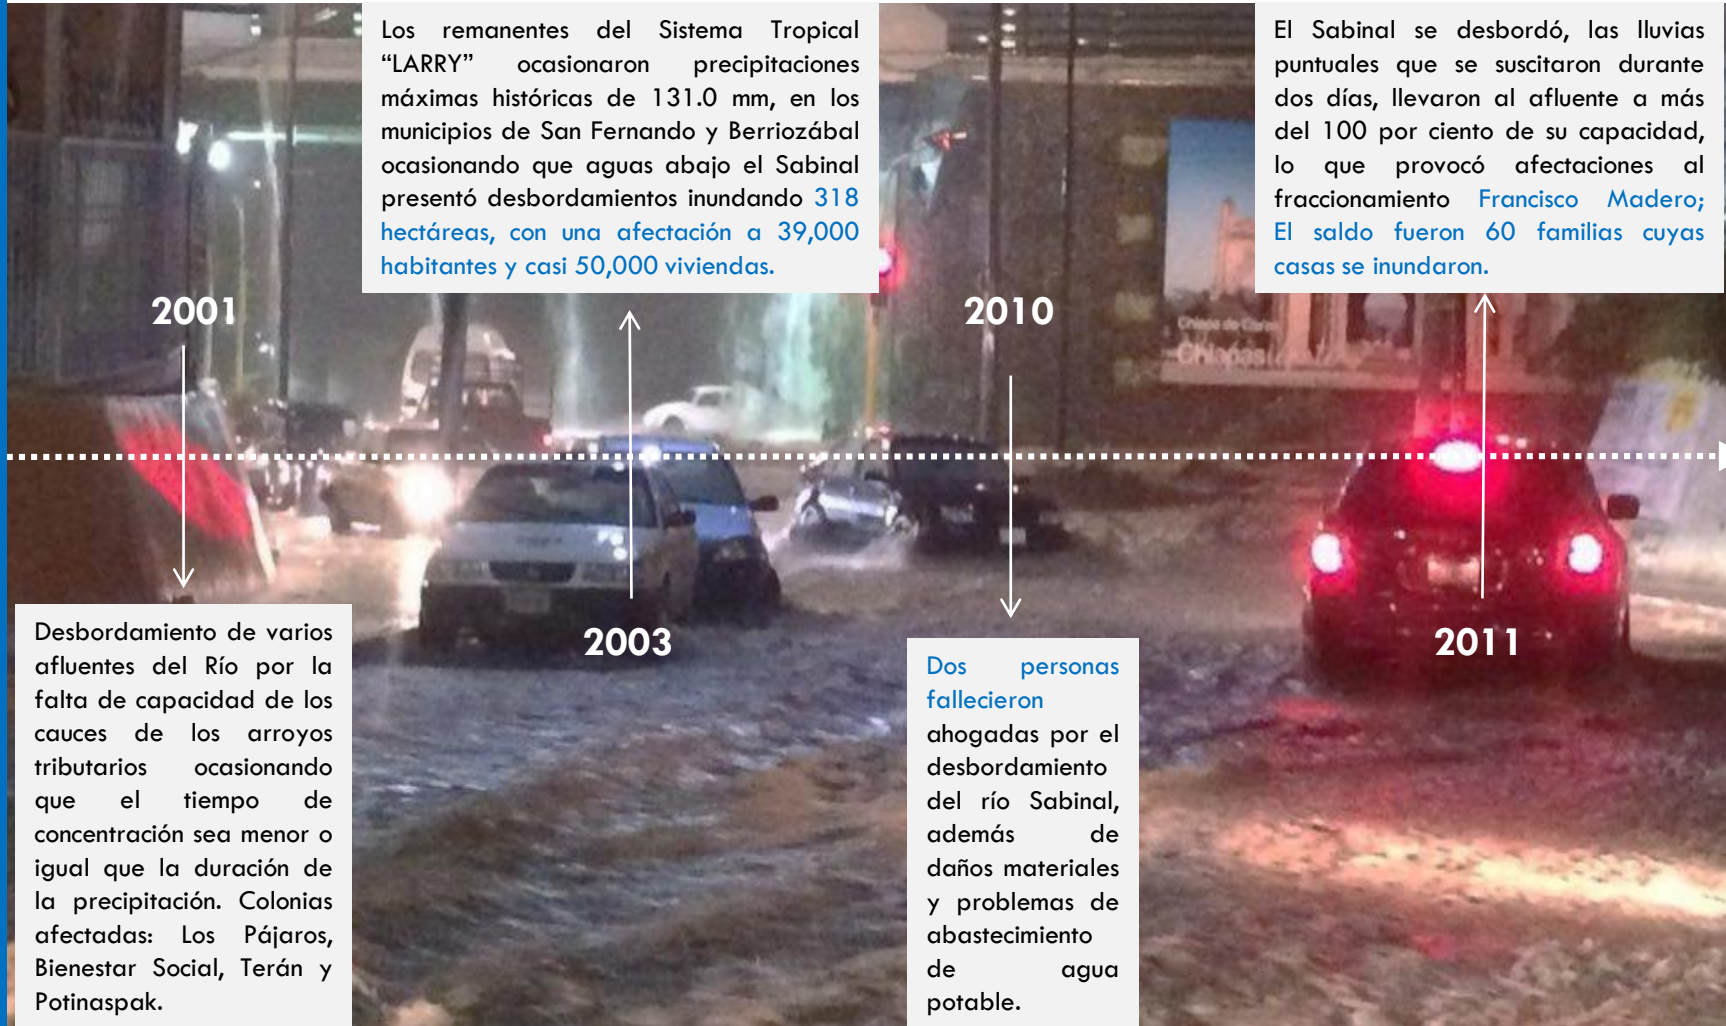 2001
Desbordamiento de varios
afluentes del Río por la
falta de capacidad de los
cauces de los arroyos
tributarios ocasionando
que el tiempo de
concentración sea menor o
igual que la duración de
la precipitación. Colonias
afectadas: Los Pájaros,
Bienestar Social, Terán y
Potinaspak.
Los remanentes del Sistema Tropical
“LARRY” ocasionaron precipitaciones
máximas históricas de 131.0 mm, en los
municipios de San Fernando y Berriozábal
ocasionando que aguas abajo el Sabinal
presentó desbordamientos inundando 318
hectáreas, con una afectación a 39,000
habitantes y casi 50,000 viviendas.
2003
2010
Dos personas
fallecieron
ahogadas por el
desbordamiento
del río Sabinal,
además de
daños materiales
y problemas de
abastecimiento
de agua
potable.
El Sabinal se desbordó, las lluvias
puntuales que se suscitaron durante
dos días, llevaron al afluente a más
del 100 por ciento de su capacidad,
lo que provocó afectaciones al
fraccionamiento Francisco Madero;
El saldo fueron 60 familias cuyas
casas se inundaron.
2011
Chiapa de Corzo
Chiapas